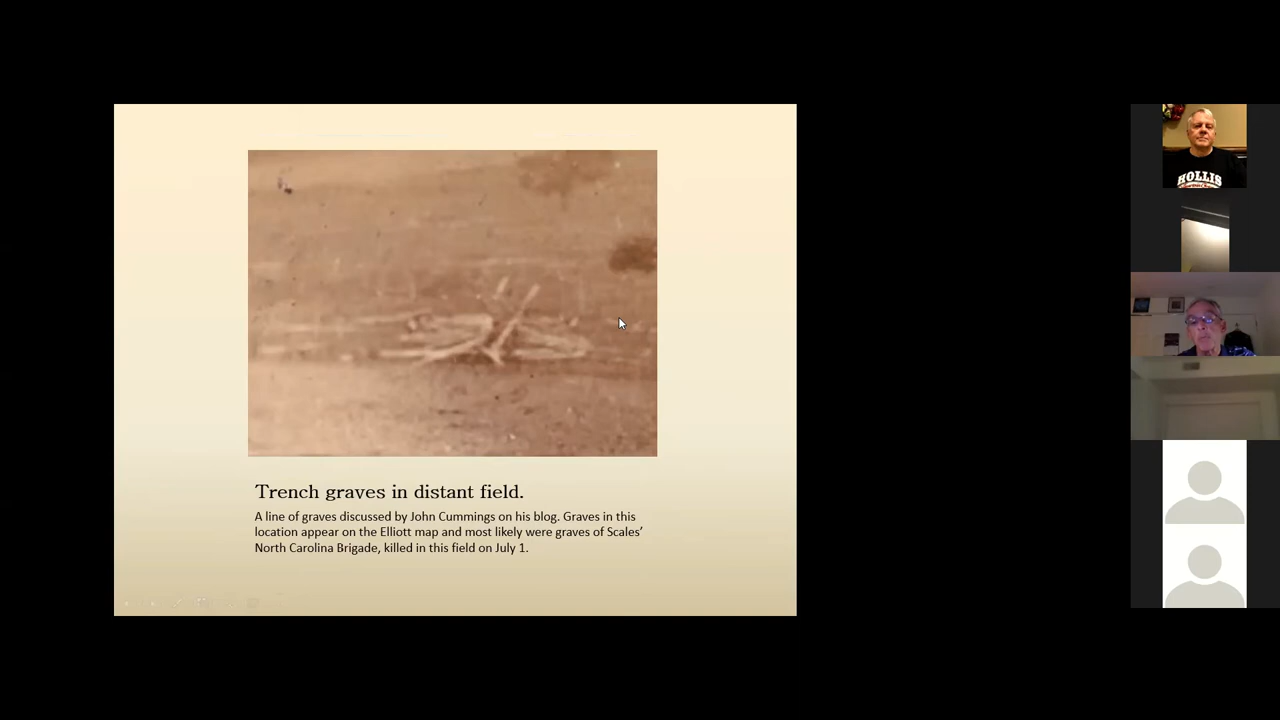 HOLLIS
Trench graves in distant field.
A line of graves discussed by John Cummings on his blog. Graves in this
location appear on the Elliott map and most likely were graves of Scales’
North Carolina Brigade, killed in this field on July 1.